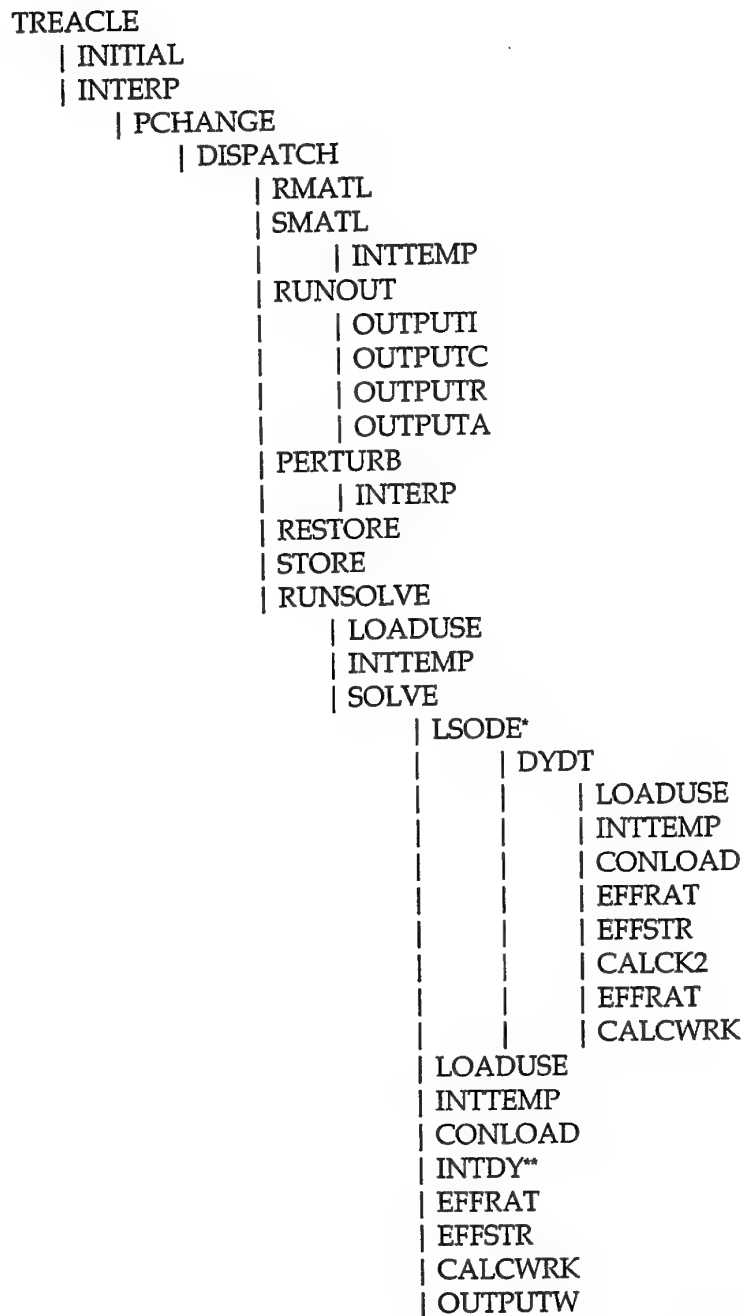 TREACLE
| INITIAL
| INTERP
| PCHANGE
| DISPATCH
| RMATL
| SMATL
| | INTTEMP
| RUNOUT
| | OUTPUTI
| | OUTPUTC
| | OUTPUTR
| | OUTPUTA
| PERTURB
| | INTERP
| RESTORE
| STORE
| RUNSOLVE
| LOADUSE
| INTTEMP
| SOLVE
| LSODE*
| | DYDT
| | | LOADUSE
| | | INTTEMP
| | | CONLOAD
| | | EFFRAT
| | | EFFSTR
| | | CALCK2
| | | EFFRAT
| | | CALCWRK
| LOADUSE
| INTTEMP
| CONLOAD
| INTDY**
| EFFRAT
| EFFSTR
| CALCWRK
| OUTPUTW